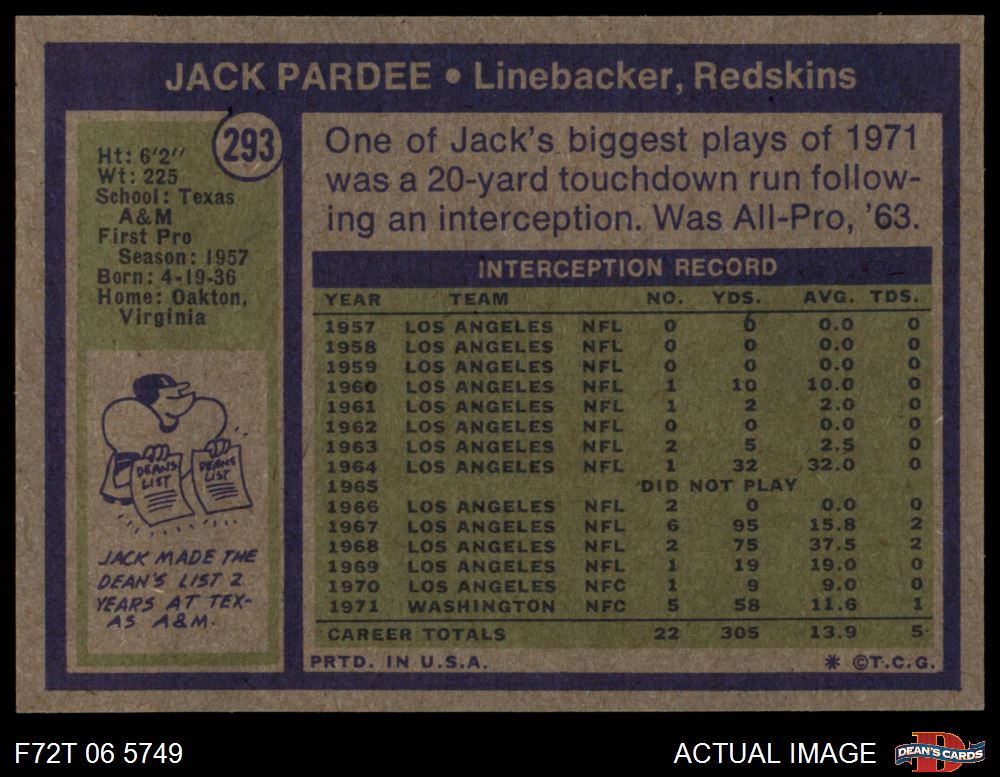 JACK PARDEE • Linebacker, Redskins
293
Ht: 6'2"
Wt: 225
School: Texas
A&M
First Pro
Season: 1957
Born: 4-19-36
Home: Oakton,
Virginia
DEANS
LIST
DEANS
LIST
JACK MADE THE
DEAN'S LIST 2
YEARS AT TEX-
AS A&M.
One of Jack's biggest plays of 1971
was a 20-yard touchdown run follow-
ing an interception. Was All-Pro, '63.
INTERCEPTION RECORD
YEAR TEAM NO. YDS. AVG. TDS.
1957 LOS ANGELES NFL 0 0 0.0 0
1958 LOS ANGELES NFL 0 0 0.0 0
1959 LOS ANGELES NFL 0 0 0.0 0
1960 LOS ANGELES NFL 1 10 10.0 0
1961 LOS ANGELES NFL 1 2 2.0 0
1962 LOS ANGELES NFL 0 0 0.0 0
1963 LOS ANGELES NFL 2 5 2.5 0
1964 LOS ANGELES NFL 1 32 32.0 0
1965 DID NOT PLAY
1966 LOS ANGELES NFL 2 0 0.0 0
1967 LOS ANGELES NFL 6 95 15.8 2
1968 LOS ANGELES NFL 2 75 37.5 2
1969 LOS ANGELES NFL 1 19 19.0 0
1970 LOS ANGELES NFC 1 9 9.0 0
1971 WASHINGTON NFC 5 58 11.6 1
CAREER TOTALS 22 305 13.9 5
PRTD. IN U.S.A. * ©T.C.G.
F72T 06 5749
ACTUAL IMAGE
D
DEAN'S CARDS